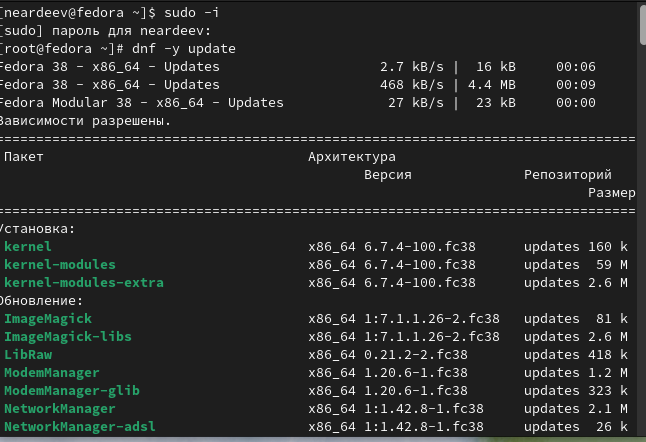 [neardeev@fedora ~]$ sudo -i
[sudo] пароль для neardeev:
[root@fedora ~]# dnf -y update
Fedora 38 - x86_64 - Updates 2.7 kB/s | 16 kB 00:06
Fedora 38 - x86_64 - Updates 468 kB/s | 4.4 MB 00:09
Fedora Modular 38 - x86_64 - Updates 27 kB/s | 23 kB 00:00
Зависимости разрешены.
================================================================================
Пакет Архитектура
Версия Репозиторий
Размер
================================================================================
Установка:
kernel x86_64 6.7.4-100.fc38 updates 160 k
kernel-modules x86_64 6.7.4-100.fc38 updates 59 M
kernel-modules-extra x86_64 6.7.4-100.fc38 updates 2.6 M
Обновление:
ImageMagick x86_64 1:7.1.1.26-2.fc38 updates 81 k
ImageMagick-libs x86_64 1:7.1.1.26-2.fc38 updates 2.6 M
LibRaw x86_64 0.21.2-2.fc38 updates 418 k
ModemManager x86_64 1.20.6-1.fc38 updates 1.2 M
ModemManager-glib x86_64 1.20.6-1.fc38 updates 323 k
NetworkManager x86_64 1:1.42.8-1.fc38 updates 2.1 M
NetworkManager-adsl x86_64 1:1.42.8-1.fc38 updates 26 k